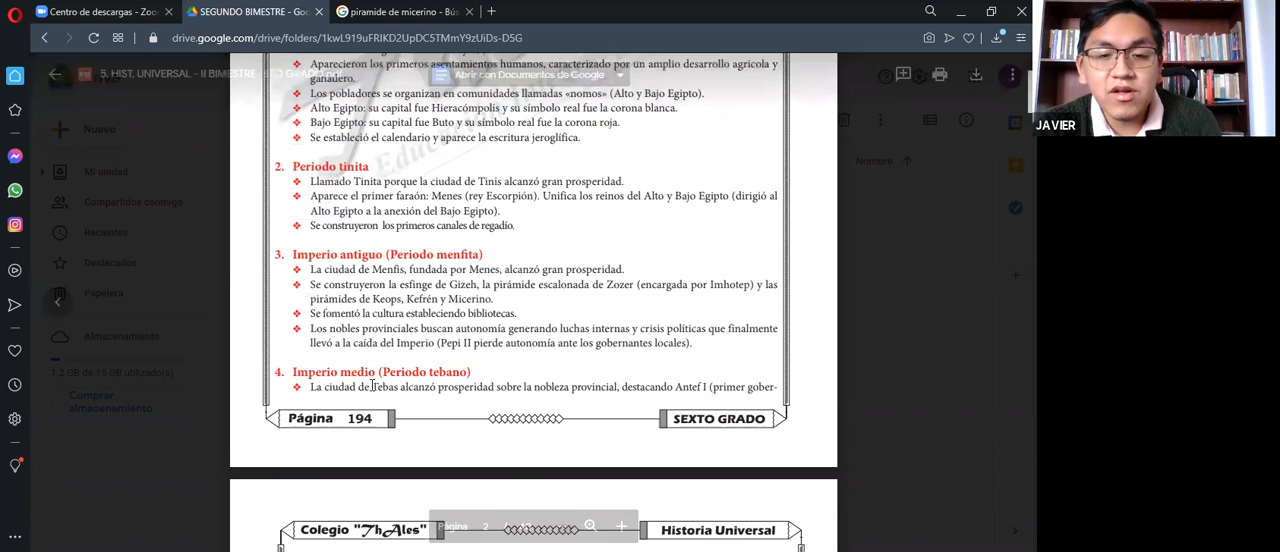 Centro de descargas - Zoo
SEGUNDO BIMESTRE - Goo
piramide de micerino - Bús
drive.google.com/drive/folders/1kwL919uFRIKD2UpDC5TMmY9zUiDs-D5G
5. HIST. UNIVERSAL - II BIMESTRE
Abrir con Documentos de Google
Aparecieron los primeros asentamientos humanos, caracterizado por un amplio desarrollo agrícola y
ganadero.
Los pobladores se organizan en comunidades llamadas «nomos» (Alto y Bajo Egipto).
Alto Egipto: su capital fue Hieracómpolis y su símbolo real fue la corona blanca.
Bajo Egipto: su capital fue Buto y su símbolo real fue la corona roja.
Se estableció el calendario y aparece la escritura jeroglífica.
2. Periodo tinita
Llamado Tinita porque la ciudad de Tinis alcanzó gran prosperidad.
Aparece el primer faraón: Menes (rey Escorpión). Unifica los reinos del Alto y Bajo Egipto (dirigió al
Alto Egipto a la anexión del Bajo Egipto).
Se construyeron los primeros canales de regadío.
3. Imperio antiguo (Periodo menfita)
La ciudad de Menfis, fundada por Menes, alcanzó gran prosperidad.
Se construyeron la esfinge de Gizeh, la pirámide escalonada de Zozer (encargada por Imhotep) y las
pirámides de Keops, Kefrén y Micerino.
Se fomentó la cultura estableciendo bibliotecas.
Los nobles provinciales buscan autonomía generando luchas internas y crisis políticas que finalmente
llevó a la caída del Imperio (Pepi II pierde autonomía ante los gobernantes locales).
4. Imperio medio (Periodo tebano)
La ciudad de Tebas alcanzó prosperidad sobre la nobleza provincial, destacando Antef I (primer gober-
Página 194
SEXTO GRADO
Colegio "ThAles"
Página 2
Historia Universal
Nuevo
Mi unidad
Compartidos conmigo
Recientes
Destacados
Papelera
Almacenamiento
Comprar
almacenamiento
Nombre
JAVIER